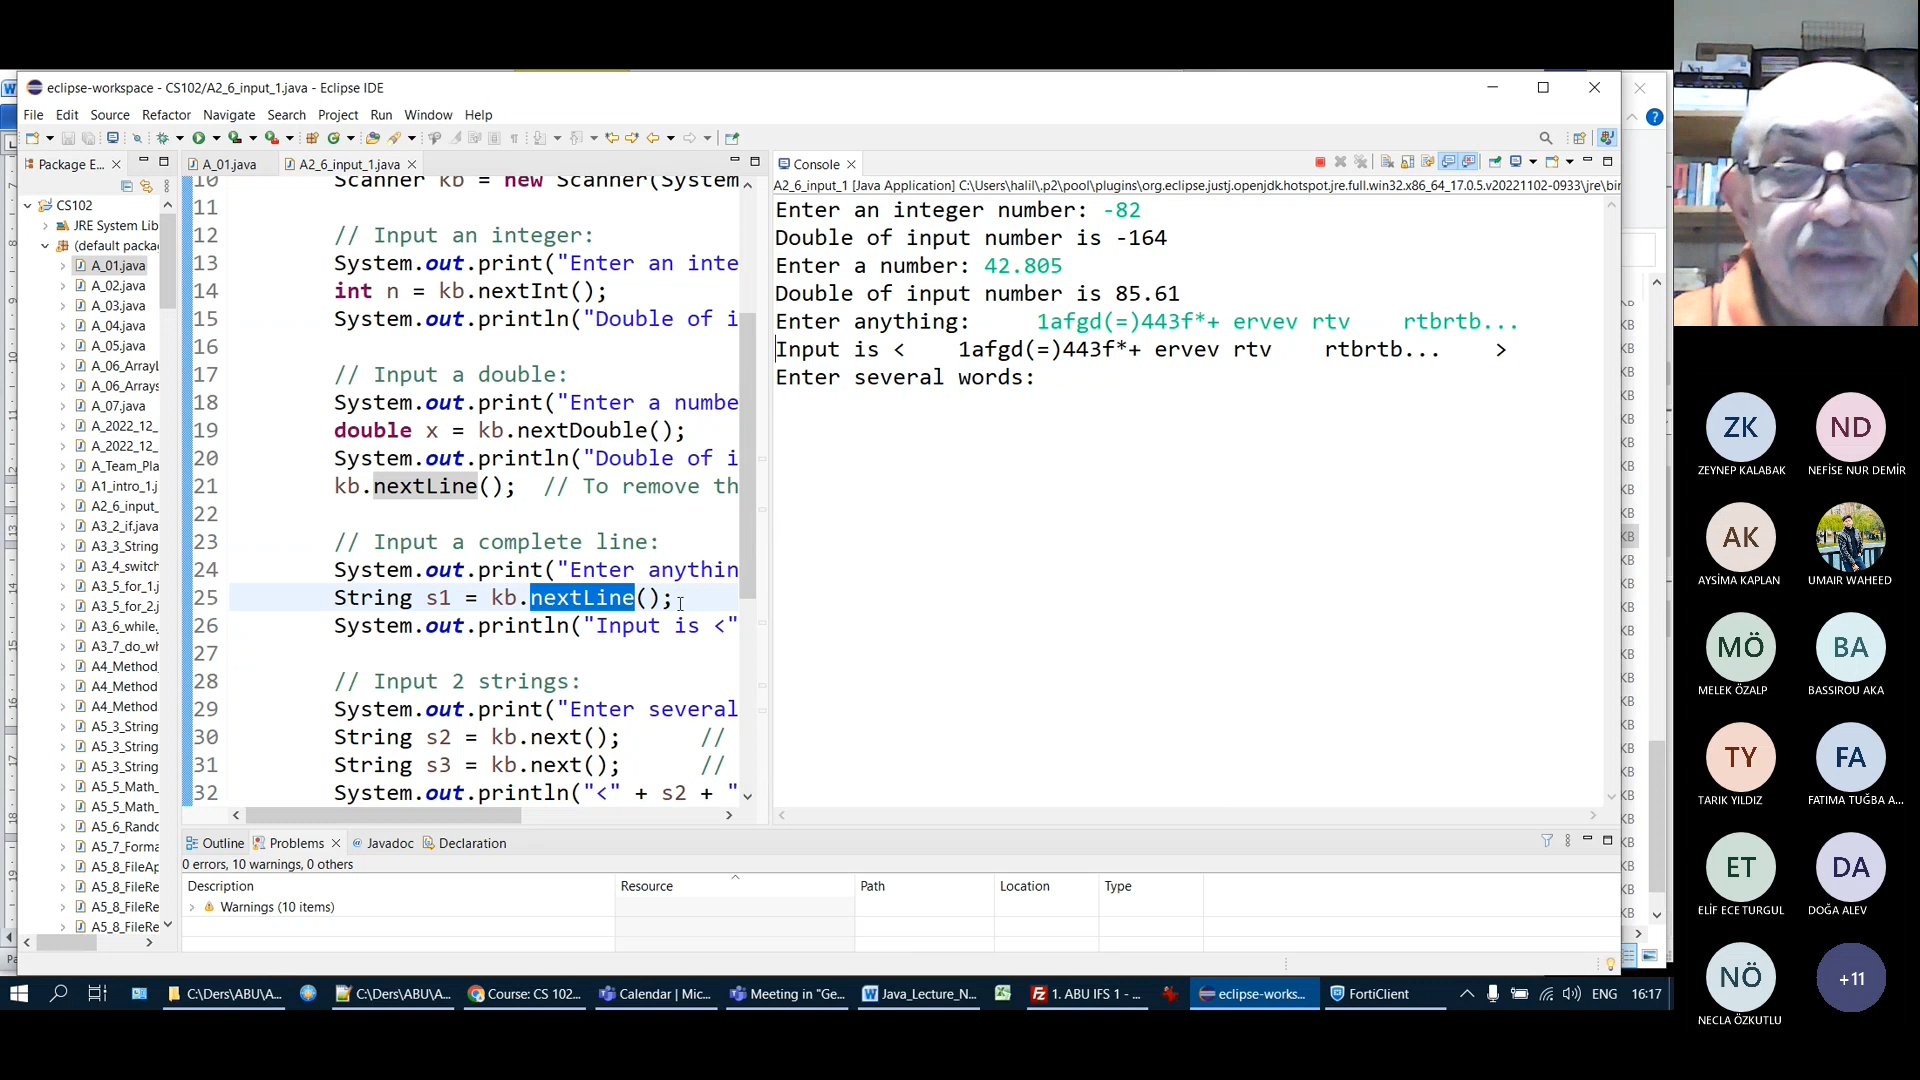 eclipse-workspace - CS102/A2_6_input_1.java - Eclipse IDE
File Edit Source Refactor Navigate Search Project Run Window Help
Package E...
A_01.java
A2_6_input_1.java
Console
A2_6_input_1 [Java Application] C:\Users\halil\.p2\pool\plugins\org.eclipse.justj.openjdk.hotspot.jre.full.win32.x86_64_17.0.5.v20221102-0933\jre\bin
CS102
JRE System Lib
(default packa
A_01.java
A_02.java
A_03.java
A_04.java
A_05.java
A_06_ArrayL
A_06_Arrays
A_07.java
A_2022_12_
A_2022_12_
A_Team_Pla
A1_intro_1.j
A2_6_input_
A3_2_if.java
A3_3_String
A3_4_switch
A3_5_for_1.j
A3_5_for_2.j
A3_6_while.
A3_7_do_wh
A4_Method_
A4_Method
A4_Method
A5_3_String
A5_3_String
A5_3_String
A5_5_Math_
A5_5_Math_
A5_6_Rando
A5_7_Forma
A5_8_FileAp
A5_8_FileRe
A5_8_FileRe
A5_8_FileRe
10 Scanner kb = new Scanner(System
11
12 // Input an integer:
13 System.out.print("Enter an inte
14 int n = kb.nextInt();
15 System.out.println("Double of i
16
17 // Input a double:
18 System.out.print("Enter a numbe
19 double x = kb.nextDouble();
20 System.out.println("Double of i
21 kb.nextLine(); // To remove th
22
23 // Input a complete line:
24 System.out.print("Enter anythin
25 String s1 = kb.nextLine();
26 System.out.println("Input is <"
27
28 // Input 2 strings:
29 System.out.print("Enter several
30 String s2 = kb.next(); //
31 String s3 = kb.next(); //
32 System.out.println("<" + s2 + "
Enter an integer number: -82
Double of input number is -164
Enter a number: 42.805
Double of input number is 85.61
Enter anything: 1afgd(=)443f*+ ervev rtv rtbrtb...
Input is < 1afgd(=)443f*+ ervev rtv rtbrtb... >
Enter several words:
Outline Problems @ Javadoc Declaration
0 errors, 10 warnings, 0 others
Description Resource Path Location Type
Warnings (10 items)
C:\Ders\ABU\A... C:\Ders\ABU\A... Course: CS 102... Calendar | Mic... Meeting in "Ge... Java_Lecture_N... 1. ABU IFS 1 - ... eclipse-works... FortiClient ENG 16:17
ZK ND
ZEYNEP KALABAK NEFİSE NUR DEMİR
AK
AYSİMA KAPLAN UMAIR WAHEED
MÖ BA
MELEK ÖZALP BASSIROU AKA
TY FA
TARIK YILDIZ FATIMA TUĞBA A...
ET DA
ELİF ECE TURGUL DOĞA ALEV
NÖ +11
NECLA ÖZKUTLU